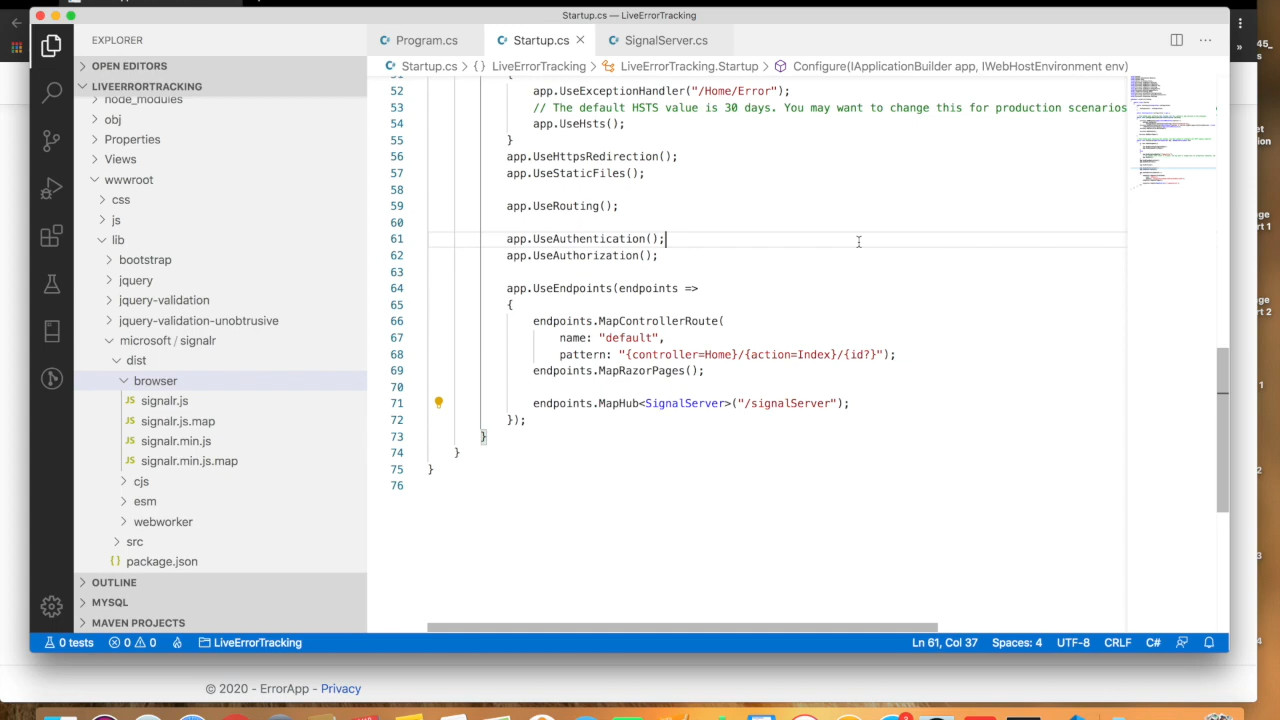 Startup.cs — LiveErrorTracking
EXPLORER
Program.cs
Startup.cs
SignalServer.cs
OPEN EDITORS
Startup.cs > { } LiveErrorTracking > LiveErrorTracking.Startup > Configure(IApplicationBuilder app, IWebHostEnvironment env)
LIVEERRORTRACKING
node_modules
obj
Properties
Views
wwwroot
css
js
lib
bootstrap
jquery
jquery-validation
jquery-validation-unobtrusive
microsoft / signalr
dist
browser
JS signalr.js
JS signalr.js.map
JS signalr.min.js
JS signalr.min.js.map
cjs
esm
webworker
src
{} package.json
OUTLINE
MYSQL
MAVEN PROJECTS
51 {
52 app.UseExceptionHandler("/Home/Error");
53 // The default HSTS value is 30 days. You may want to change this for production scenarios
54 app.UseHsts();
55 }
56 app.UseHttpsRedirection();
57 app.UseStaticFiles();
58
59 app.UseRouting();
60
61 app.UseAuthentication();
62 app.UseAuthorization();
63
64 app.UseEndpoints(endpoints =>
65 {
66 endpoints.MapControllerRoute(
67 name: "default",
68 pattern: "{controller=Home}/{action=Index}/{id?}");
69 endpoints.MapRazorPages();
70
71 endpoints.MapHub<SignalServer>("/signalServer");
72 });
73 }
74 }
75 }
76
0 tests
0
0
LiveErrorTracking
Ln 61, Col 37
Spaces: 4
UTF-8
CRLF
C#
© 2020 - ErrorApp - Privacy